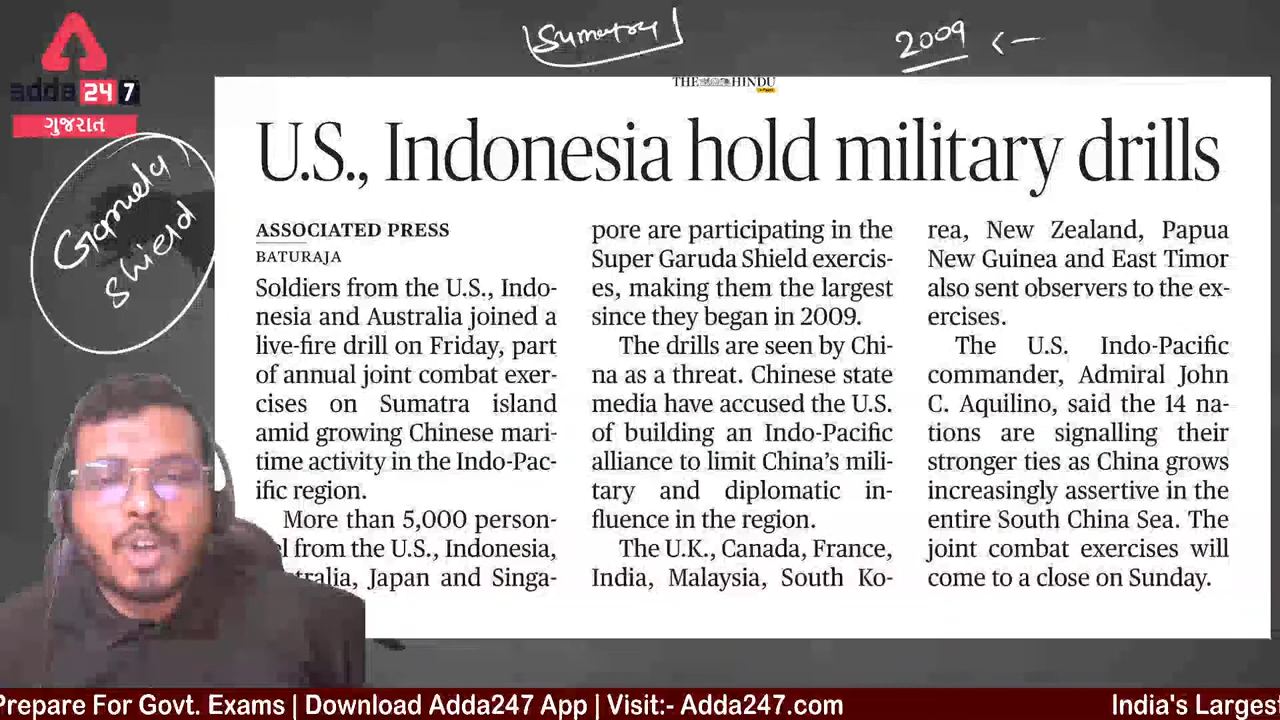 Sumatra
2009 <-
adda 247
ગુજરાત
Garuda
Shield
THE HINDU
U.S., Indonesia hold military drills
ASSOCIATED PRESS
BATURAJA
Soldiers from the U.S., Indo-
nesia and Australia joined a
live-fire drill on Friday, part
of annual joint combat exer-
cises on Sumatra island
amid growing Chinese mari-
time activity in the Indo-Pac-
ific region.
More than 5,000 person-
l from the U.S., Indonesia,
tralia, Japan and Singa-
pore are participating in the
Super Garuda Shield exercis-
es, making them the largest
since they began in 2009.
The drills are seen by Chi-
na as a threat. Chinese state
media have accused the U.S.
of building an Indo-Pacific
alliance to limit China's mili-
tary and diplomatic in-
fluence in the region.
The U.K., Canada, France,
India, Malaysia, South Ko-
rea, New Zealand, Papua
New Guinea and East Timor
also sent observers to the ex-
ercises.
The U.S. Indo-Pacific
commander, Admiral John
C. Aquilino, said the 14 na-
tions are signalling their
stronger ties as China grows
increasingly assertive in the
entire South China Sea. The
joint combat exercises will
come to a close on Sunday.
Prepare For Govt. Exams | Download Adda247 App | Visit:- Adda247.com
India's Larges